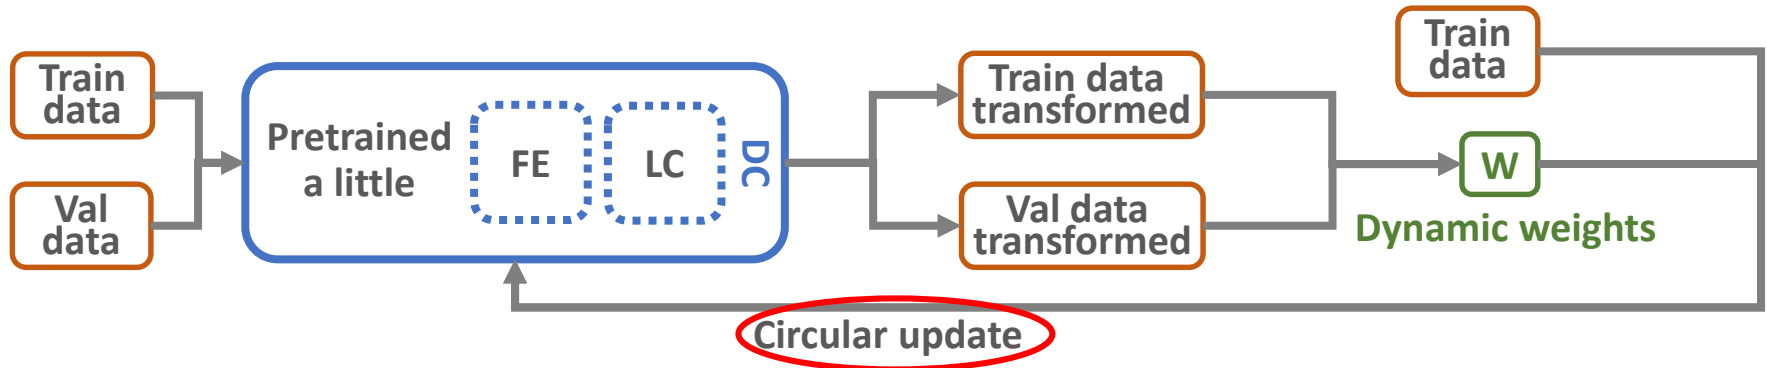 Train
data
Val
data
Pretrained
a little
FE
LC
DC
Train data
transformed
Val data
transformed
Train
data
W
Dynamic weights
Circular update